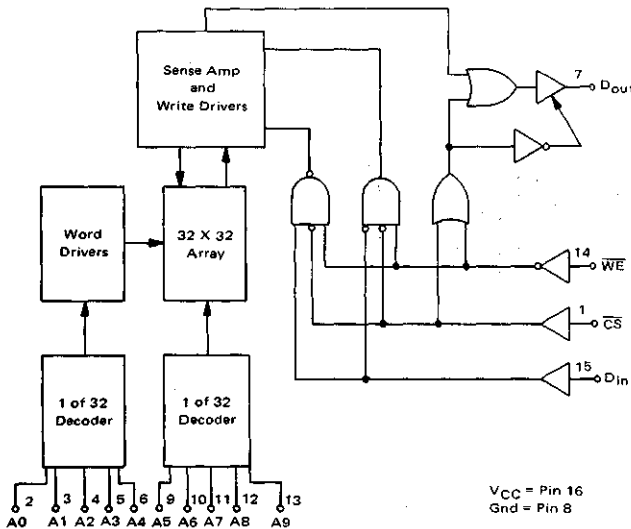 Sense Amp
and
Write Drivers
7
Dout
Word
Drivers
32 X 32
Array
14
WE
1
CS
15
Din
1 of 32
Decoder
1 of 32
Decoder
2 3 4 5 6 9 10 11 12 13
A0 A1 A2 A3 A4 A5 A6 A7 A8 A9
VCC = Pin 16
Gnd = Pin 8